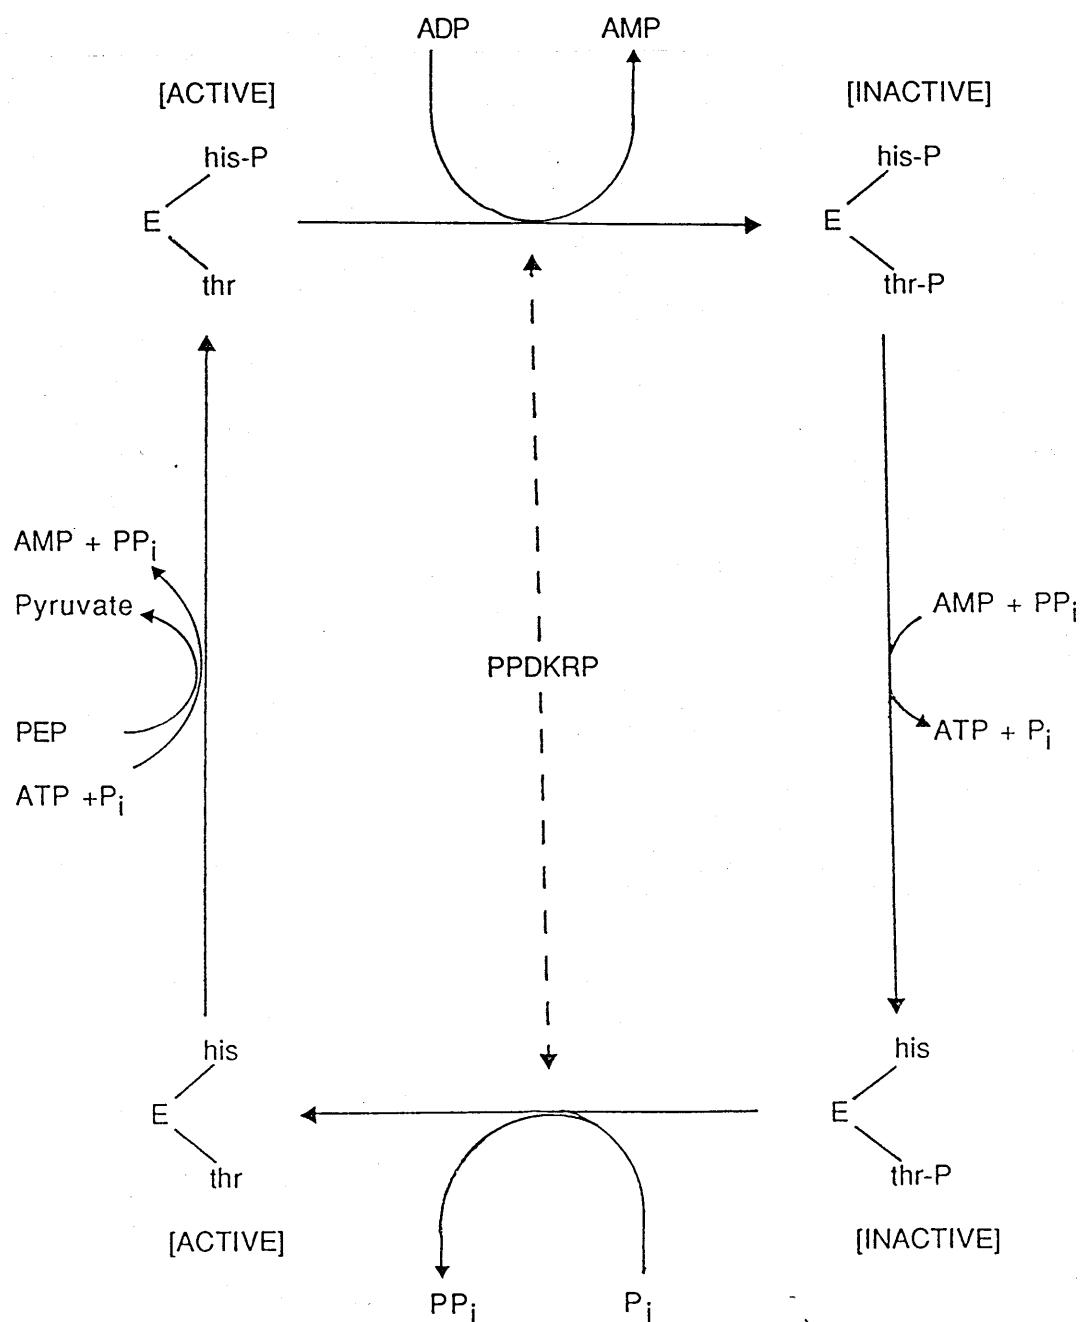 ADP AMP
[ACTIVE] [INACTIVE]
his-P his-P
E E
thr thr-P
AMP + PPi
Pyruvate AMP + PPi
PPDKRP
PEP ATP + Pi
ATP +Pi
his his
E E
thr thr-P
[ACTIVE] [INACTIVE]
PPi Pi